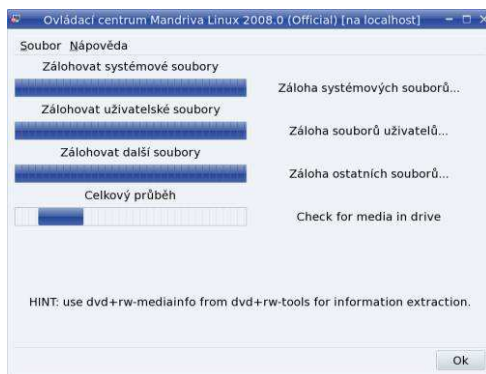 Ovládací centrum Mandriva Linux 2008.0 (Official) [na localhost]
Soubor Nápověda
Zálohovat systémové soubory
Záloha systémových souborů...
Zálohovat uživatelské soubory
Záloha souborů uživatelů...
Zálohovat další soubory
Záloha ostatních souborů...
Celkový průběh
Check for media in drive
HINT: use dvd+rw-mediainfo from dvd+rw-tools for information extraction.
Ok